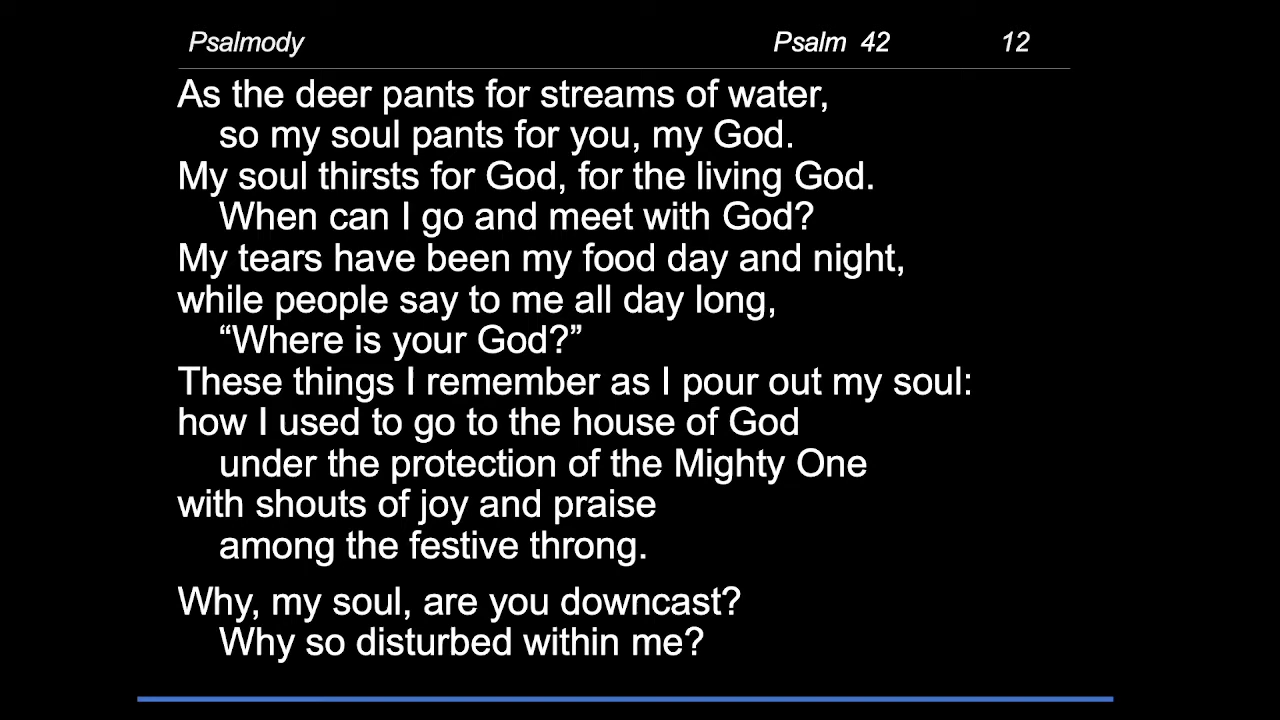 Psalmody Psalm 42 12
As the deer pants for streams of water,
so my soul pants for you, my God.
My soul thirsts for God, for the living God.
When can I go and meet with God?
My tears have been my food day and night,
while people say to me all day long,
“Where is your God?”
These things I remember as I pour out my soul:
how I used to go to the house of God
under the protection of the Mighty One
with shouts of joy and praise
among the festive throng.
Why, my soul, are you downcast?
Why so disturbed within me?